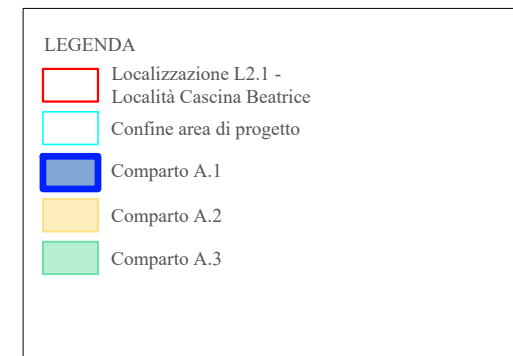 LEGENDA
Localizzazione L2.1 -
Località Cascina Beatrice
Confine area di progetto
Comparto A.1
Comparto A.2
Comparto A.3